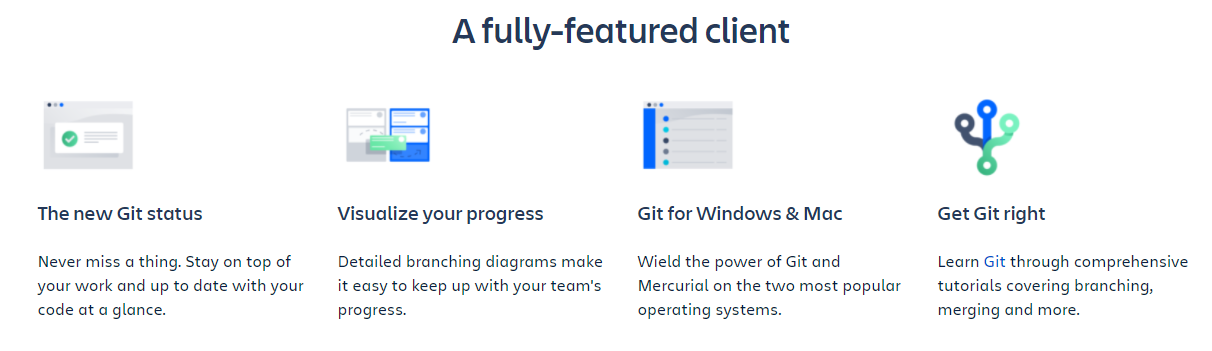 A fully-featured client
The new Git status
Never miss a thing. Stay on top of
your work and up to date with your
code at a glance.
Visualize your progress
Detailed branching diagrams make
it easy to keep up with your team's
progress.
Git for Windows & Mac
Wield the power of Git and
Mercurial on the two most popular
operating systems.
Get Git right
Learn Git through comprehensive
tutorials covering branching,
merging and more.